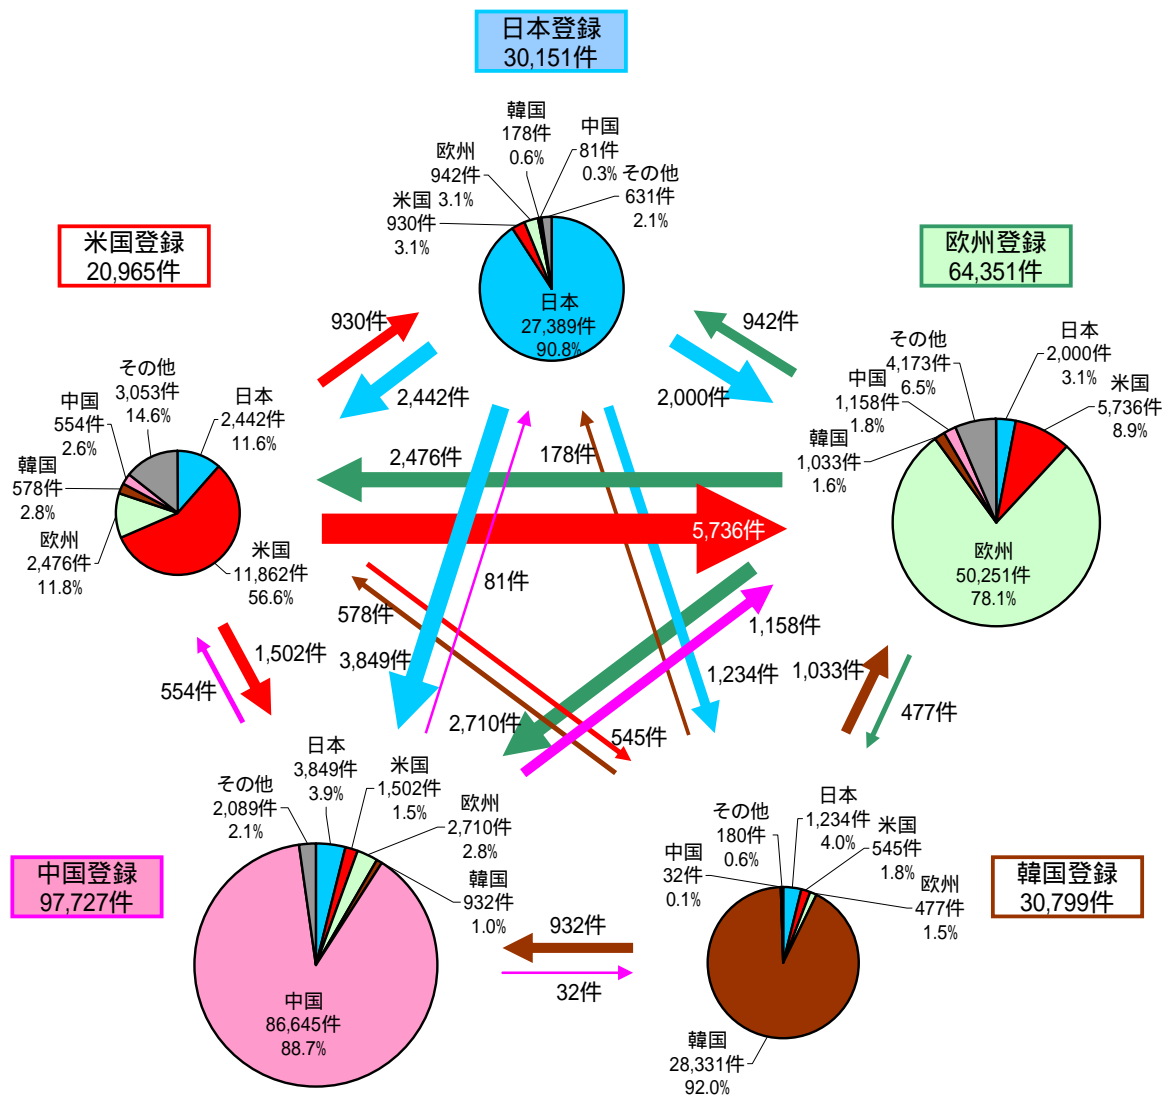 日本登録
30,151件
韓国
178件
0.6%
中国
81件
0.3%
欧州
942件
3.1%
その他
631件
2.1%
米国
930件
3.1%
日本
27,389件
90.8%
米国登録
20,965件
欧州登録
64,351件
930件
942件
2,442件
2,000件
その他
3,053件
14.6%
日本
2,442件
11.6%
中国
554件
2.6%
韓国
578件
2.8%
欧州
2,476件
11.8%
米国
11,862件
56.6%
その他
4,173件
6.5%
日本
2,000件
3.1%
米国
5,736件
8.9%
中国
1,158件
1.8%
韓国
1,033件
1.6%
欧州
50,251件
78.1%
2,476件
178件
5,736件
81件
578件
1,158件
1,502件
3,849件
1,234件
1,033件
554件
2,710件
545件
477件
日本
3,849件
3.9%
米国
1,502件
1.5%
その他
2,089件
2.1%
欧州
2,710件
2.8%
韓国
932件
1.0%
中国
86,645件
88.7%
中国登録
97,727件
932件
32件
その他
180件
0.6%
日本
1,234件
4.0%
米国
545件
1.8%
中国
32件
0.1%
欧州
477件
1.5%
韓国
28,331件
92.0%
韓国登録
30,799件